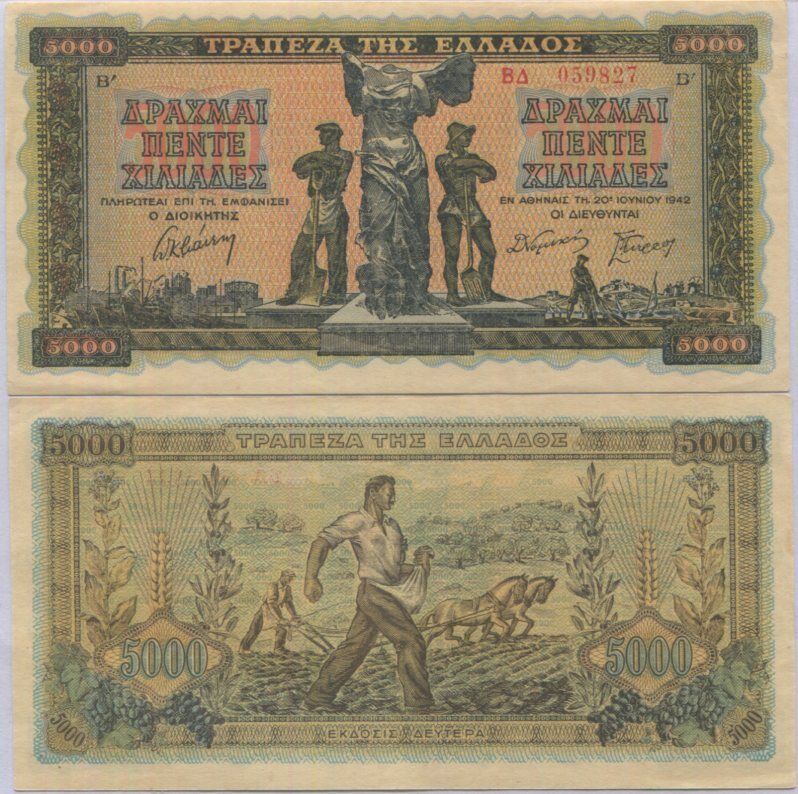 5000 ΤΡΑΠΕΖΑ ΤΗΣ ΕΛΛΑΔΟΣ 5000
Β′ ΒΔ 059827 Β′
ΔΡΑΧΜΑΙ
ΠΕΝΤΕ
ΧΙΛΙΑΔΕΣ
ΠΛΗΡΩΤΕΑΙ ΕΠΙ ΤΗ, ΕΜΦΑΝΙΣΕΙ
Ο ΔΙΟΙΚΗΤΗΣ
ΔΡΑΧΜΑΙ
ΠΕΝΤΕ
ΧΙΛΙΑΔΕΣ
ΕΝ ΑΘΗΝΑΙΣ ΤΗ, 20ῌ ΙΟΥΝΙΟΥ 1942
ΟΙ ΔΙΕΥΘΥΝΤΑΙ
5000 5000
5000 ΤΡΑΠΕΖΑ ΤΗΣ ΕΛΛΑΔΟΣ 5000
5000 5000
5000 5000
ΕΚΔΟΣΙΣ ΔΕΥΤΕΡΑ